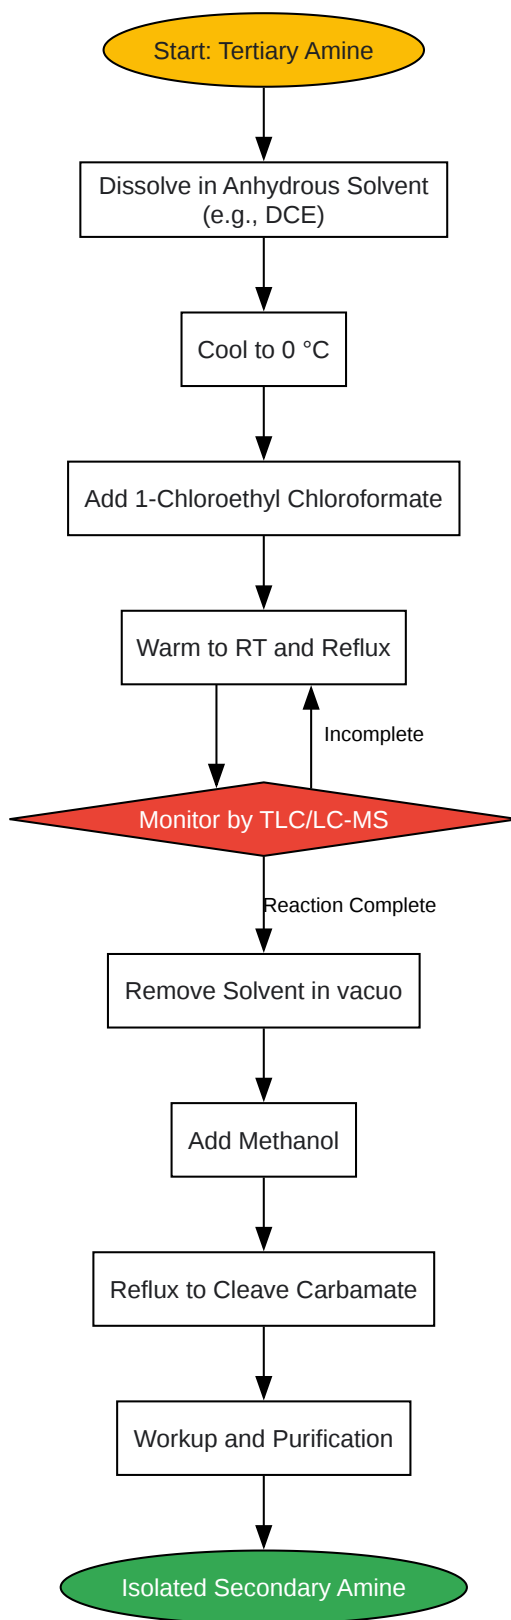 Start: Tertiary Amine
Dissolve in Anhydrous Solvent
(e.g., DCE)
Cool to 0 °C
Add 1-Chloroethyl Chloroformate
Warm to RT and Reflux
Incomplete
Monitor by TLC/LC-MS
Reaction Complete
Remove Solvent in vacuo
Add Methanol
Reflux to Cleave Carbamate
Workup and Purification
Isolated Secondary Amine